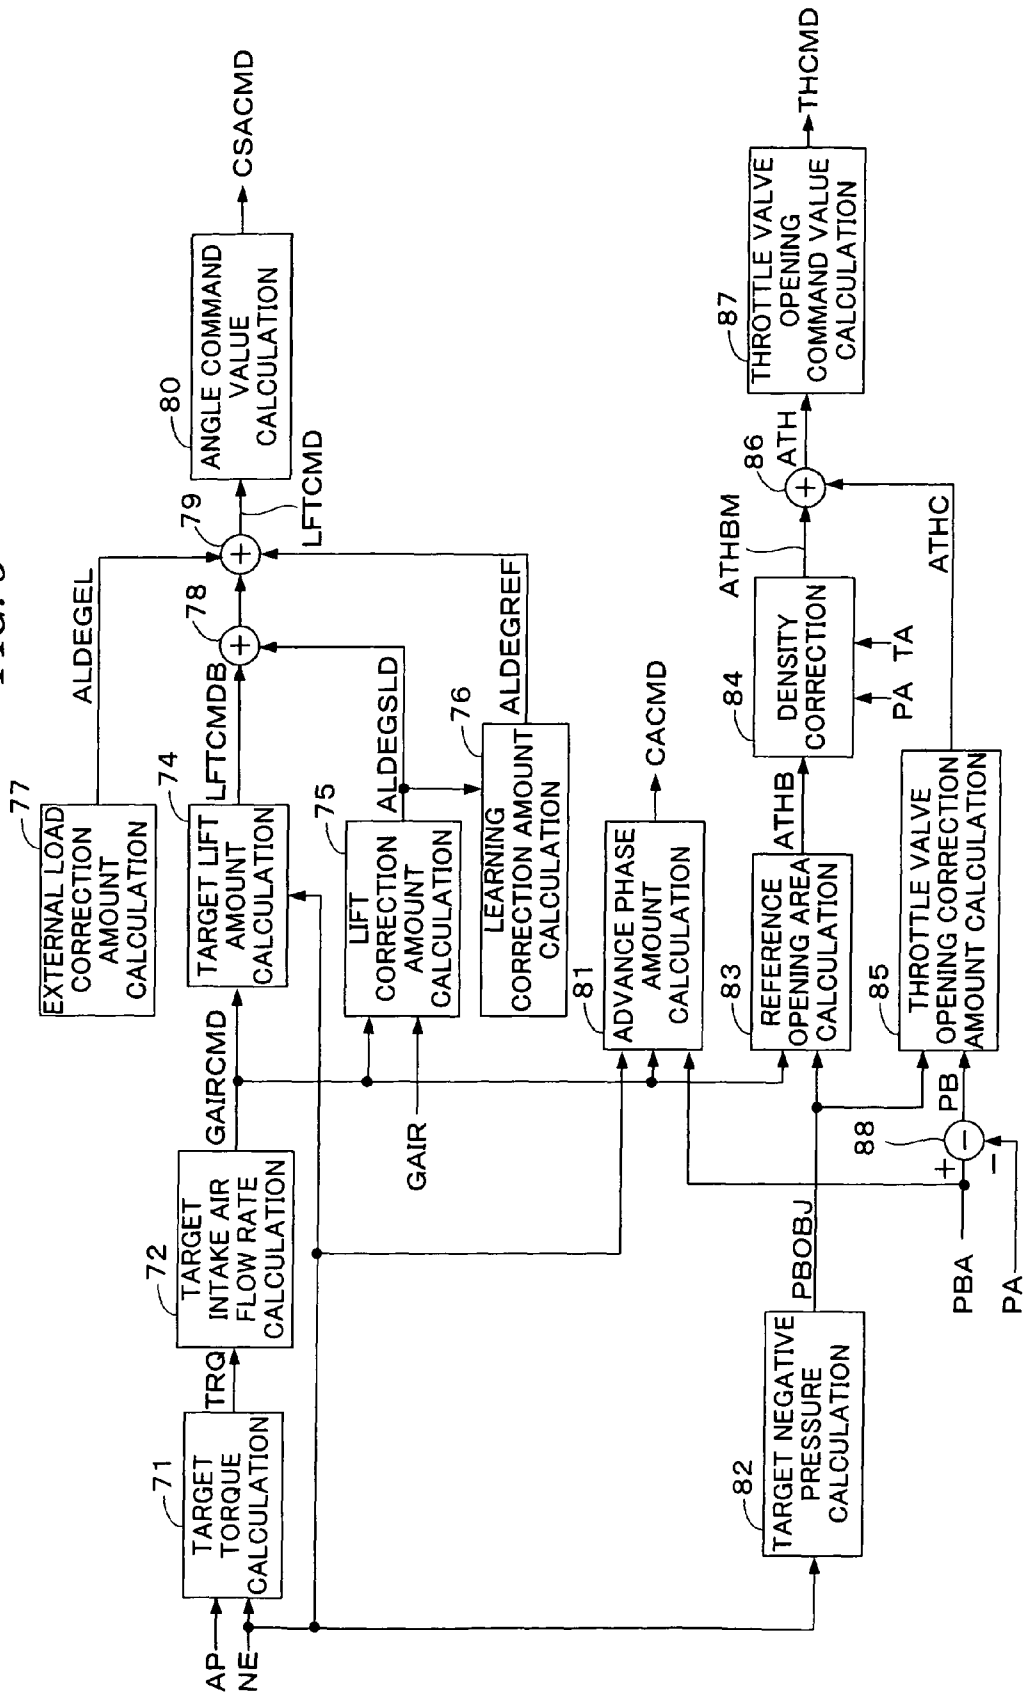 77
EXTERNAL LOAD
CORRECTION
AMOUNT
CALCULATION
ALDEGEL
AP
NE
71
TARGET
TORQUE
CALCULATION
TRQ
72
TARGET
INTAKE AIR
FLOW RATE
CALCULATION
GAIRCMD
74
TARGET LIFT
AMOUNT
CALCULATION
LFTCMDB
78
+
79
+
LFTCMD
80
ANGLE COMMAND
VALUE
CALCULATION
CSACMD
GAIR
75
LIFT
CORRECTION
AMOUNT
CALCULATION
ALDEGSLD
76
LEARNING
CORRECTION AMOUNT
CALCULATION
ALDEGREF
81
ADVANCE PHASE
AMOUNT
CALCULATION
CACMD
82
TARGET NEGATIVE
PRESSURE
CALCULATION
PBOBJ
83
REFERENCE
OPENING AREA
CALCULATION
ATHB
84
DENSITY
CORRECTION
PA
TA
ATHBM
86
+
ATH
87
THROTTLE VALVE
OPENING
COMMAND VALUE
CALCULATION
THCMD
PBA
PA
+
-
88
-
PB
85
THROTTLE VALVE
OPENING CORRECTION
AMOUNT CALCULATION
ATHC